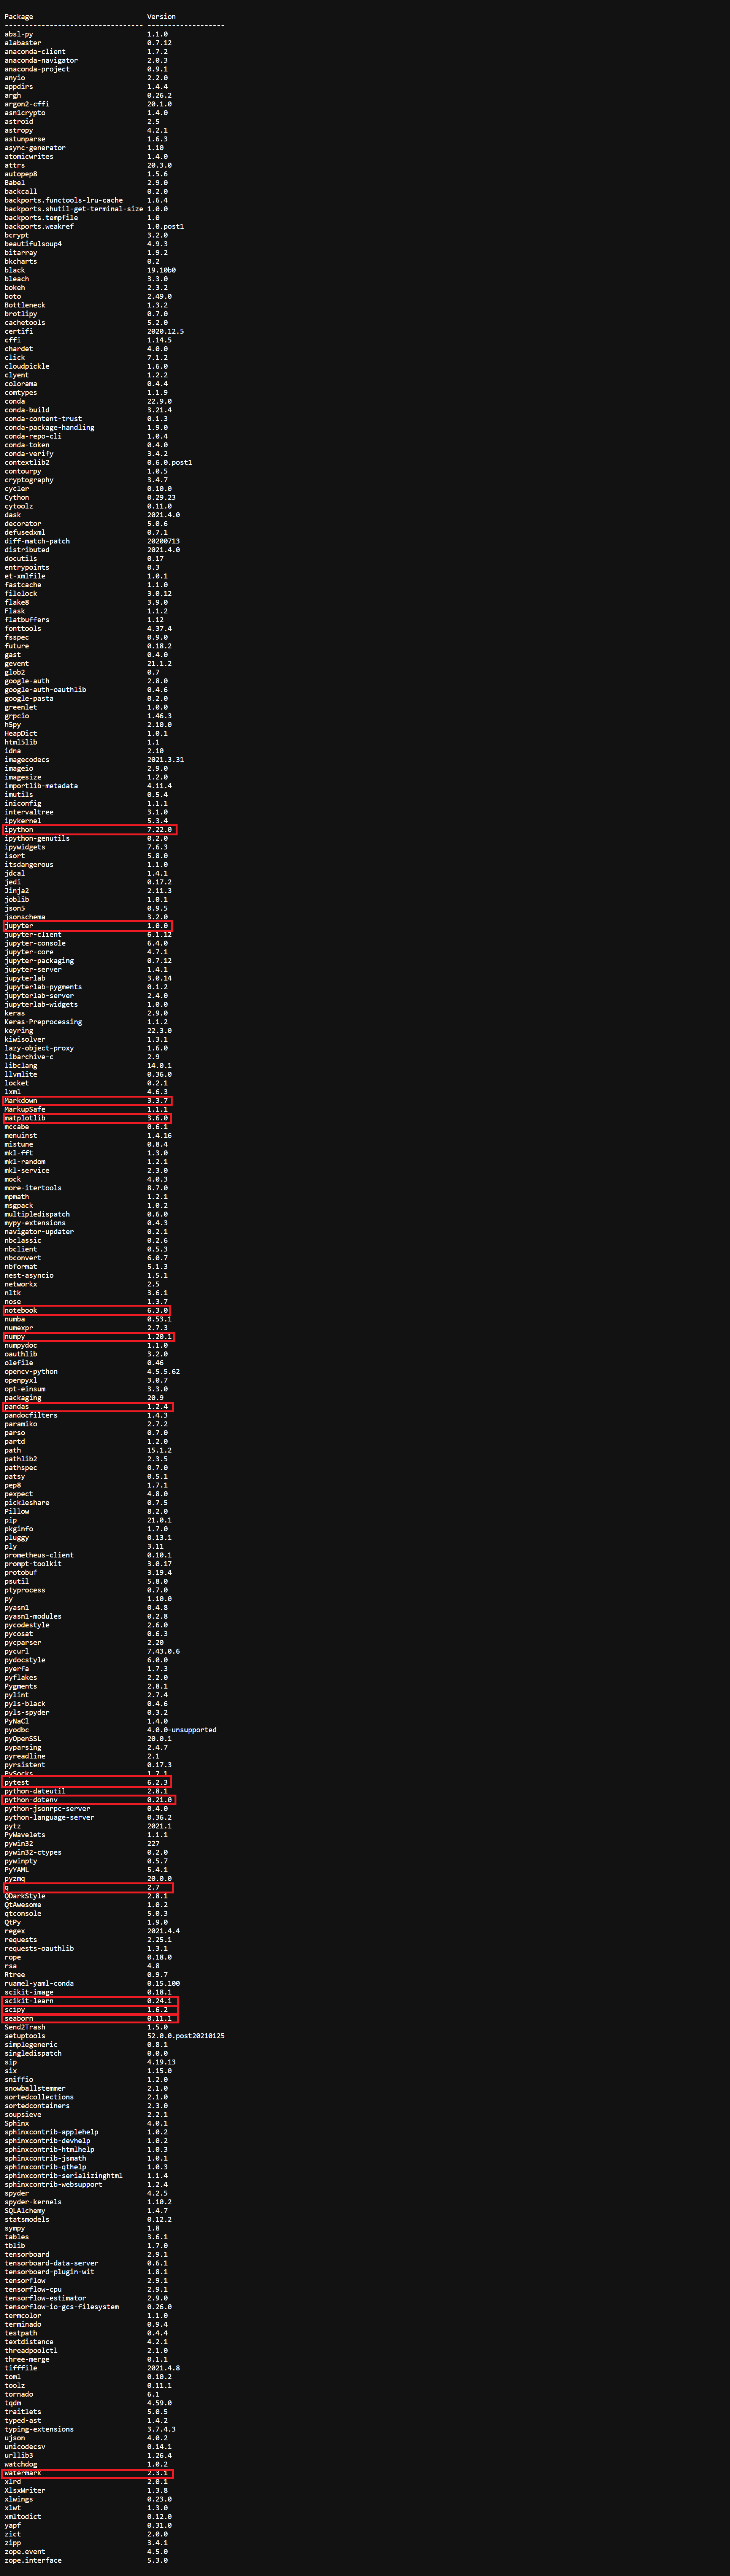 Package Version
---------------------------------- -------------------
absl-py 1.1.0
alabaster 0.7.12
anaconda-client 1.7.2
anaconda-navigator 2.0.3
anaconda-project 0.9.1
anyio 2.2.0
appdirs 1.4.4
argh 0.26.2
argon2-cffi 20.1.0
asn1crypto 1.4.0
astroid 2.5
astropy 4.2.1
astunparse 1.6.3
async-generator 1.10
atomicwrites 1.4.0
attrs 20.3.0
autopep8 1.5.6
Babel 2.9.0
backcall 0.2.0
backports.functools-lru-cache 1.6.4
backports.shutil-get-terminal-size 1.0.0
backports.tempfile 1.0
backports.weakref 1.0.post1
bcrypt 3.2.0
beautifulsoup4 4.9.3
bitarray 1.9.2
bkcharts 0.2
black 19.10b0
bleach 3.3.0
bokeh 2.3.2
boto 2.49.0
Bottleneck 1.3.2
brotlipy 0.7.0
cachetools 5.2.0
certifi 2020.12.5
cffi 1.14.5
chardet 4.0.0
click 7.1.2
cloudpickle 1.6.0
clyent 1.2.2
colorama 0.4.4
comtypes 1.1.9
conda 22.9.0
conda-build 3.21.4
conda-content-trust 0.1.3
conda-package-handling 1.9.0
conda-repo-cli 1.0.4
conda-token 0.4.0
conda-verify 3.4.2
contextlib2 0.6.0.post1
contourpy 1.0.5
cryptography 3.4.7
cycler 0.10.0
Cython 0.29.23
cytoolz 0.11.0
dask 2021.4.0
decorator 5.0.6
defusedxml 0.7.1
diff-match-patch 20200713
distributed 2021.4.0
docutils 0.17
entrypoints 0.3
et-xmlfile 1.0.1
fastcache 1.1.0
filelock 3.0.12
flake8 3.9.0
Flask 1.1.2
flatbuffers 1.12
fonttools 4.37.4
fsspec 0.9.0
future 0.18.2
gast 0.4.0
gevent 21.1.2
glob2 0.7
google-auth 2.8.0
google-auth-oauthlib 0.4.6
google-pasta 0.2.0
greenlet 1.0.0
grpcio 1.46.3
h5py 2.10.0
HeapDict 1.0.1
html5lib 1.1
idna 2.10
imagecodecs 2021.3.31
imageio 2.9.0
imagesize 1.2.0
importlib-metadata 4.11.4
imutils 0.5.4
iniconfig 1.1.1
intervaltree 3.1.0
ipykernel 5.3.4
ipython 7.22.0
ipython-genutils 0.2.0
ipywidgets 7.6.3
isort 5.8.0
itsdangerous 1.1.0
jdcal 1.4.1
jedi 0.17.2
Jinja2 2.11.3
joblib 1.0.1
json5 0.9.5
jsonschema 3.2.0
jupyter 1.0.0
jupyter-client 6.1.12
jupyter-console 6.4.0
jupyter-core 4.7.1
jupyter-packaging 0.7.12
jupyter-server 1.4.1
jupyterlab 3.0.14
jupyterlab-pygments 0.1.2
jupyterlab-server 2.4.0
jupyterlab-widgets 1.0.0
keras 2.9.0
Keras-Preprocessing 1.1.2
keyring 22.3.0
kiwisolver 1.3.1
lazy-object-proxy 1.6.0
libarchive-c 2.9
libclang 14.0.1
llvmlite 0.36.0
locket 0.2.1
lxml 4.6.3
Markdown 3.3.7
MarkupSafe 1.1.1
matplotlib 3.6.0
mccabe 0.6.1
menuinst 1.4.16
mistune 0.8.4
mkl-fft 1.3.0
mkl-random 1.2.1
mkl-service 2.3.0
mock 4.0.3
more-itertools 8.7.0
mpmath 1.2.1
msgpack 1.0.2
multipledispatch 0.6.0
mypy-extensions 0.4.3
navigator-updater 0.2.1
nbclassic 0.2.6
nbclient 0.5.3
nbconvert 6.0.7
nbformat 5.1.3
nest-asyncio 1.5.1
networkx 2.5
nltk 3.6.1
nose 1.3.7
notebook 6.3.0
numba 0.53.1
numexpr 2.7.3
numpy 1.20.1
numpydoc 1.1.0
oauthlib 3.2.0
olefile 0.46
opencv-python 4.5.5.62
openpyxl 3.0.7
opt-einsum 3.3.0
packaging 20.9
pandas 1.2.4
pandocfilters 1.4.3
paramiko 2.7.2
parso 0.7.0
partd 1.2.0
path 15.1.2
pathlib2 2.3.5
pathspec 0.7.0
patsy 0.5.1
pep8 1.7.1
pexpect 4.8.0
pickleshare 0.7.5
Pillow 8.2.0
pip 21.0.1
pkginfo 1.7.0
pluggy 0.13.1
ply 3.11
prometheus-client 0.10.1
prompt-toolkit 3.0.17
protobuf 3.19.4
psutil 5.8.0
ptyprocess 0.7.0
py 1.10.0
pyasn1 0.4.8
pyasn1-modules 0.2.8
pycodestyle 2.6.0
pycosat 0.6.3
pycparser 2.20
pycurl 7.43.0.6
pydocstyle 6.0.0
pyerfa 1.7.3
pyflakes 2.2.0
Pygments 2.8.1
pylint 2.7.4
pyls-black 0.4.6
pyls-spyder 0.3.2
PyNaCl 1.4.0
pyodbc 4.0.0-unsupported
pyOpenSSL 20.0.1
pyparsing 2.4.7
pyreadline 2.1
pyrsistent 0.17.3
PySocks 1.7.1
pytest 6.2.3
python-dateutil 2.8.1
python-dotenv 0.21.0
python-jsonrpc-server 0.4.0
python-language-server 0.36.2
pytz 2021.1
PyWavelets 1.1.1
pywin32 227
pywin32-ctypes 0.2.0
pywinpty 0.5.7
PyYAML 5.4.1
pyzmq 20.0.0
q 2.7
QDarkStyle 2.8.1
QtAwesome 1.0.2
qtconsole 5.0.3
QtPy 1.9.0
regex 2021.4.4
requests 2.25.1
requests-oauthlib 1.3.1
rope 0.18.0
rsa 4.8
Rtree 0.9.7
ruamel-yaml-conda 0.15.100
scikit-image 0.18.1
scikit-learn 0.24.1
scipy 1.6.2
seaborn 0.11.1
Send2Trash 1.5.0
setuptools 52.0.0.post20210125
simplegeneric 0.8.1
singledispatch 0.0.0
sip 4.19.13
six 1.15.0
sniffio 1.2.0
snowballstemmer 2.1.0
sortedcollections 2.1.0
sortedcontainers 2.3.0
soupsieve 2.2.1
Sphinx 4.0.1
sphinxcontrib-applehelp 1.0.2
sphinxcontrib-devhelp 1.0.2
sphinxcontrib-htmlhelp 1.0.3
sphinxcontrib-jsmath 1.0.1
sphinxcontrib-qthelp 1.0.3
sphinxcontrib-serializinghtml 1.1.4
sphinxcontrib-websupport 1.2.4
spyder 4.2.5
spyder-kernels 1.10.2
SQLAlchemy 1.4.7
statsmodels 0.12.2
sympy 1.8
tables 3.6.1
tblib 1.7.0
tensorboard 2.9.1
tensorboard-data-server 0.6.1
tensorboard-plugin-wit 1.8.1
tensorflow 2.9.1
tensorflow-cpu 2.9.1
tensorflow-estimator 2.9.0
tensorflow-io-gcs-filesystem 0.26.0
termcolor 1.1.0
terminado 0.9.4
testpath 0.4.4
textdistance 4.2.1
threadpoolctl 2.1.0
three-merge 0.1.1
tifffile 2021.4.8
toml 0.10.2
toolz 0.11.1
tornado 6.1
tqdm 4.59.0
traitlets 5.0.5
typed-ast 1.4.2
typing-extensions 3.7.4.3
ujson 4.0.2
unicodecsv 0.14.1
urllib3 1.26.4
watchdog 1.0.2
watermark 2.3.1
xlrd 2.0.1
XlsxWriter 1.3.8
xlwings 0.23.0
xlwt 1.3.0
xmltodict 0.12.0
yapf 0.31.0
zict 2.0.0
zipp 3.4.1
zope.event 4.5.0
zope.interface 5.3.0